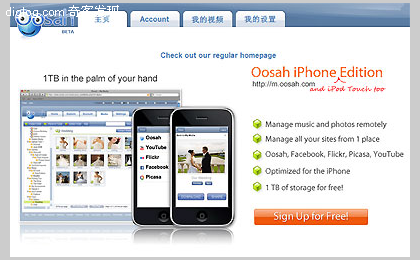 diglog.com 奇客发现
Oosah
BETA
主页 Account 我的视频 我的设置
Check out our regular homepage
1TB in the palm of your hand
Oosah iPhone Edition
http://m.oosah.com
and iPod Touch too
Oosah
YouTube
Flickr
Facebook
Picasa
DOWNLOAD SHARE
Manage music and photos remotely
Manage all your sites from 1 place
Oosah, Facebook, Flickr, Picasa, YouTube
Optimized for the iPhone
1 TB of storage for free!
Sign Up for Free!